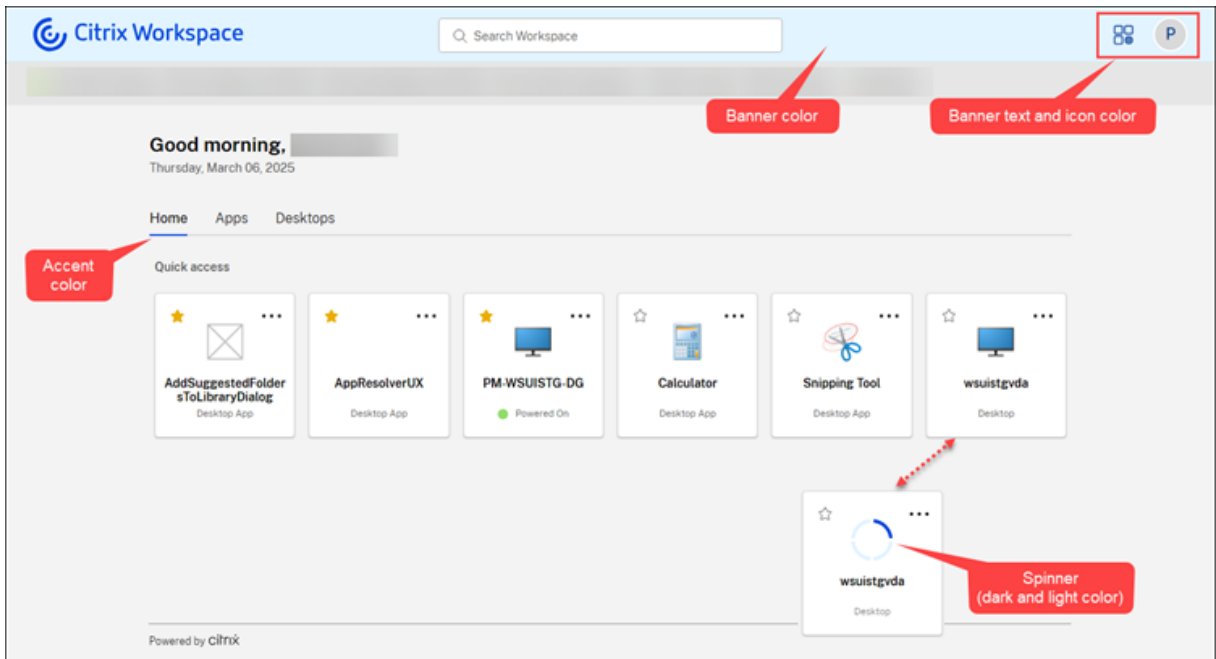 Citrix Workspace
Search Workspace
P
Banner color
Banner text and icon color
Good morning,
Thursday, March 06, 2025
Home Apps Desktops
Accent
color
Quick access
AddSuggestedFolder
sToLibraryDialog
Desktop App
AppResolverUX
Desktop App
PM-WSUISTG-DG
Powered On
Calculator
Desktop App
Snipping Tool
Desktop App
wsuistgvda
Desktop
wsuistgvda
Desktop
Spinner
(dark and light color)
Powered by citrix